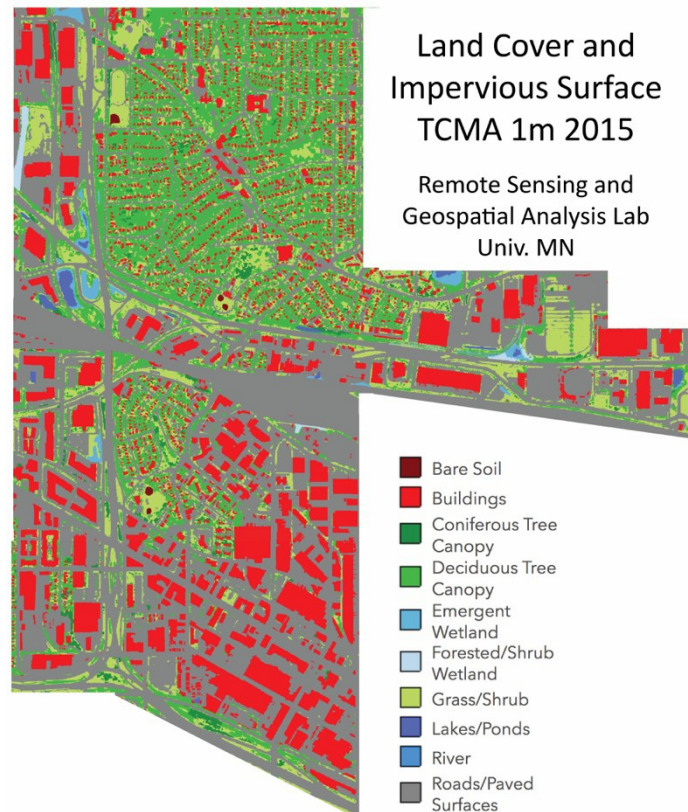 Land Cover and
Impervious Surface
TCMA 1m 2015
Remote Sensing and
Geospatial Analysis Lab
Univ. MN
Bare Soil
Buildings
Coniferous Tree
Canopy
Deciduous Tree
Canopy
Emergent
Wetland
Forested/Shrub
Wetland
Grass/Shrub
Lakes/Ponds
River
Roads/Paved
Surfaces